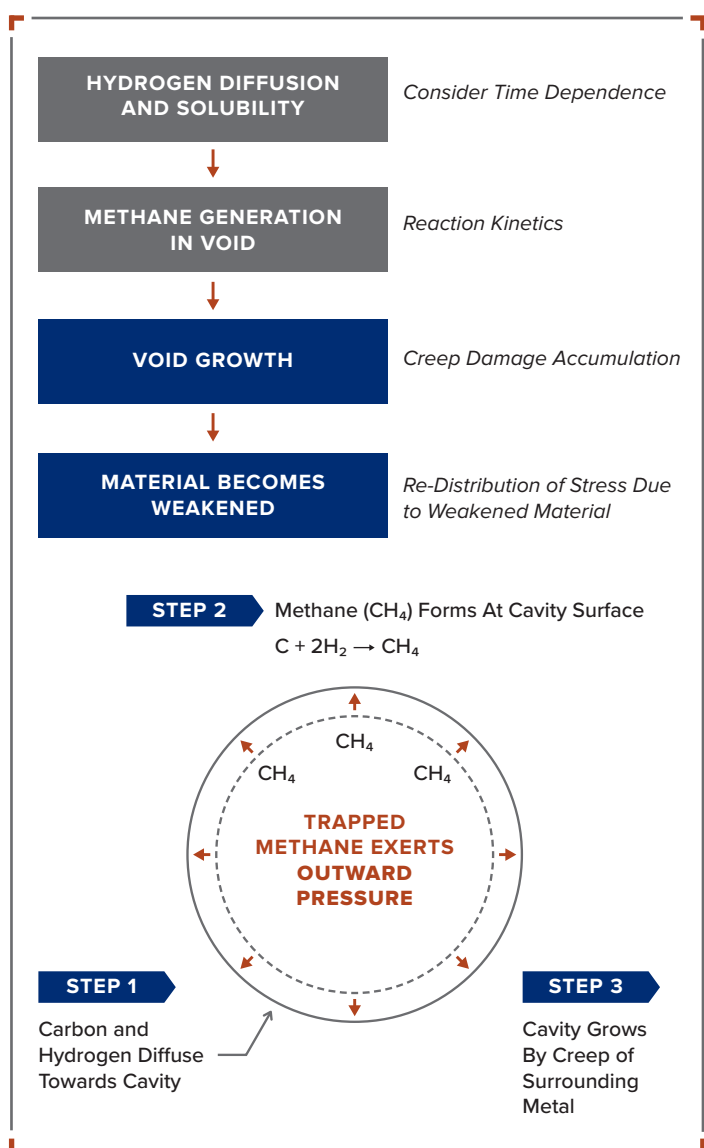 HYDROGEN DIFFUSION
AND SOLUBILITY
Consider Time Dependence
METHANE GENERATION
IN VOID
Reaction Kinetics
VOID GROWTH
Creep Damage Accumulation
MATERIAL BECOMES
WEAKENED
Re-Distribution of Stress Due
to Weakened Material
STEP 2
Methane (CH₄) Forms At Cavity Surface
C + 2H₂ → CH₄
CH₄
CH₄
CH₄
TRAPPED
METHANE EXERTS
OUTWARD
PRESSURE
STEP 1
Carbon and
Hydrogen Diffuse
Towards Cavity
STEP 3
Cavity Grows
By Creep of
Surrounding
Metal